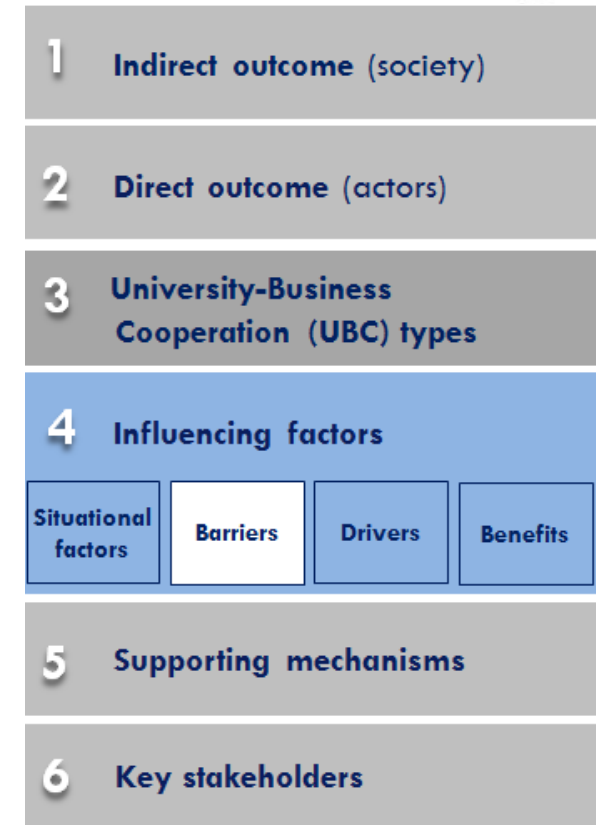 1 Indirect outcome (society)
2 Direct outcome (actors)
3 University-Business
Cooperation (UBC) types
4 Influencing factors
Situational
factors
Barriers
Drivers
Benefits
5 Supporting mechanisms
6 Key stakeholders